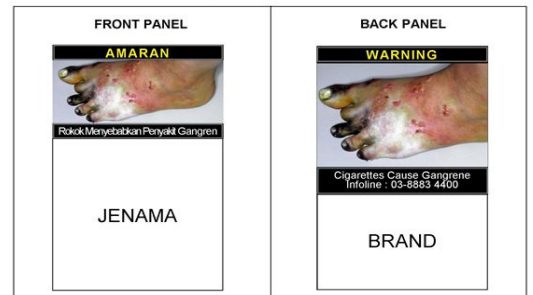 FRONT PANEL
AMARAN
Rokok Menyebabkan Penyakit Gangren
JENAMA
BACK PANEL
WARNING
Cigarettes Cause Gangrene
Infoline : 03-8883 4400
BRAND